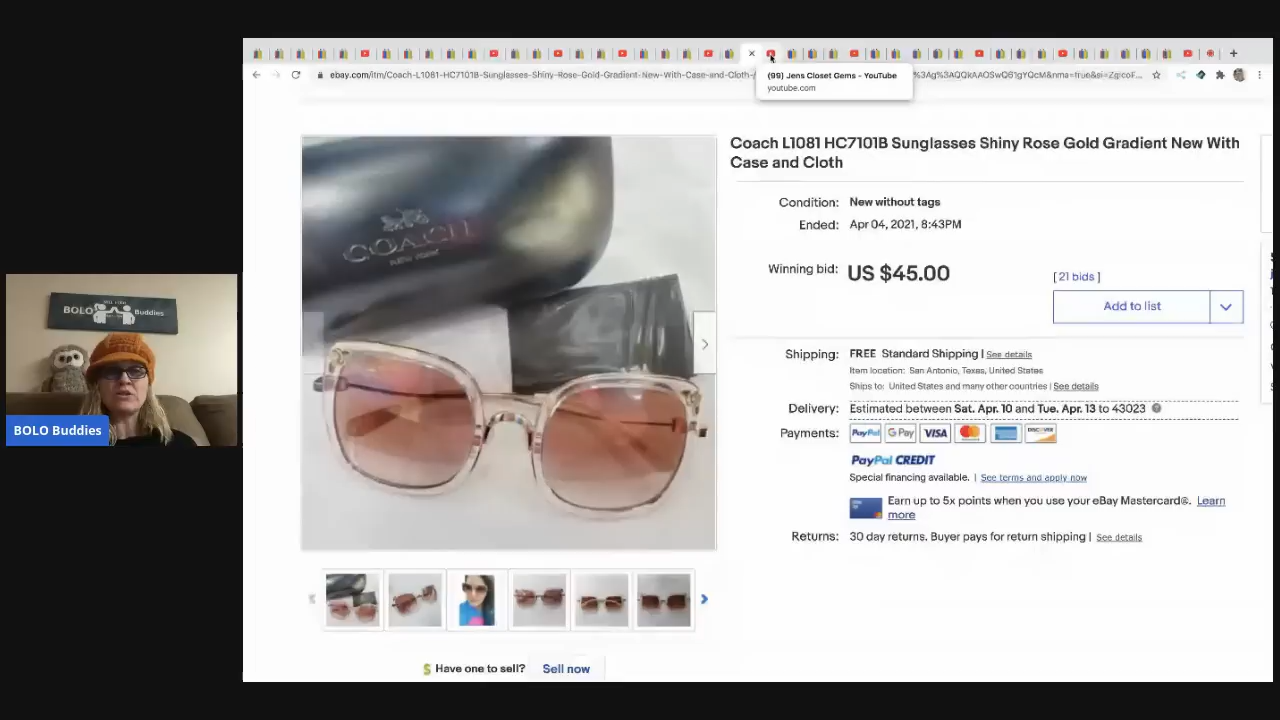 ebay.com/itm/Coach-L1081-HC7101B-Sunglasses-Shiny-Rose-Gold-Gradient-New-With-Case-and-Cloth-
(99) Jens Closet Gems - YouTube
youtube.com
Coach L1081 HC7101B Sunglasses Shiny Rose Gold Gradient New With
Case and Cloth
Condition: New without tags
Ended: Apr 04, 2021, 8:43PM
Winning bid: US $45.00 [ 21 bids ]
Add to list
Shipping: FREE Standard Shipping | See details
Item location: San Antonio, Texas, United States
Ships to: United States and many other countries | See details
Delivery: Estimated between Sat. Apr. 10 and Tue. Apr. 13 to 43023
Payments: PayPal G Pay VISA DISCOVER
PayPal CREDIT
Special financing available. | See terms and apply now
Earn up to 5x points when you use your eBay Mastercard®. Learn
more
Returns: 30 day returns. Buyer pays for return shipping | See details
COACH
NEW YORK
BOLO Buddies
BOLO Buddies
$ Have one to sell? Sell now